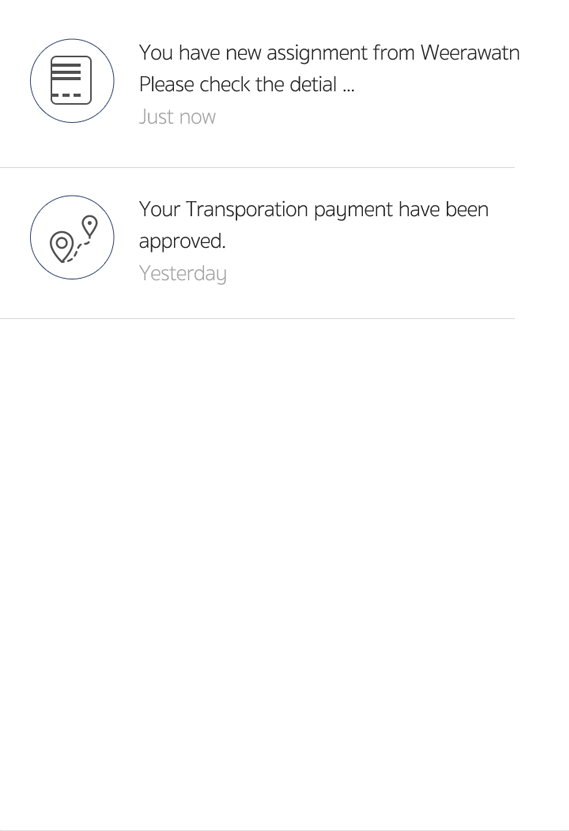 You have new assignment from Weerawatn
Please check the detial ...
Just now
Your Transporation payment have been
approved.
Yesterday